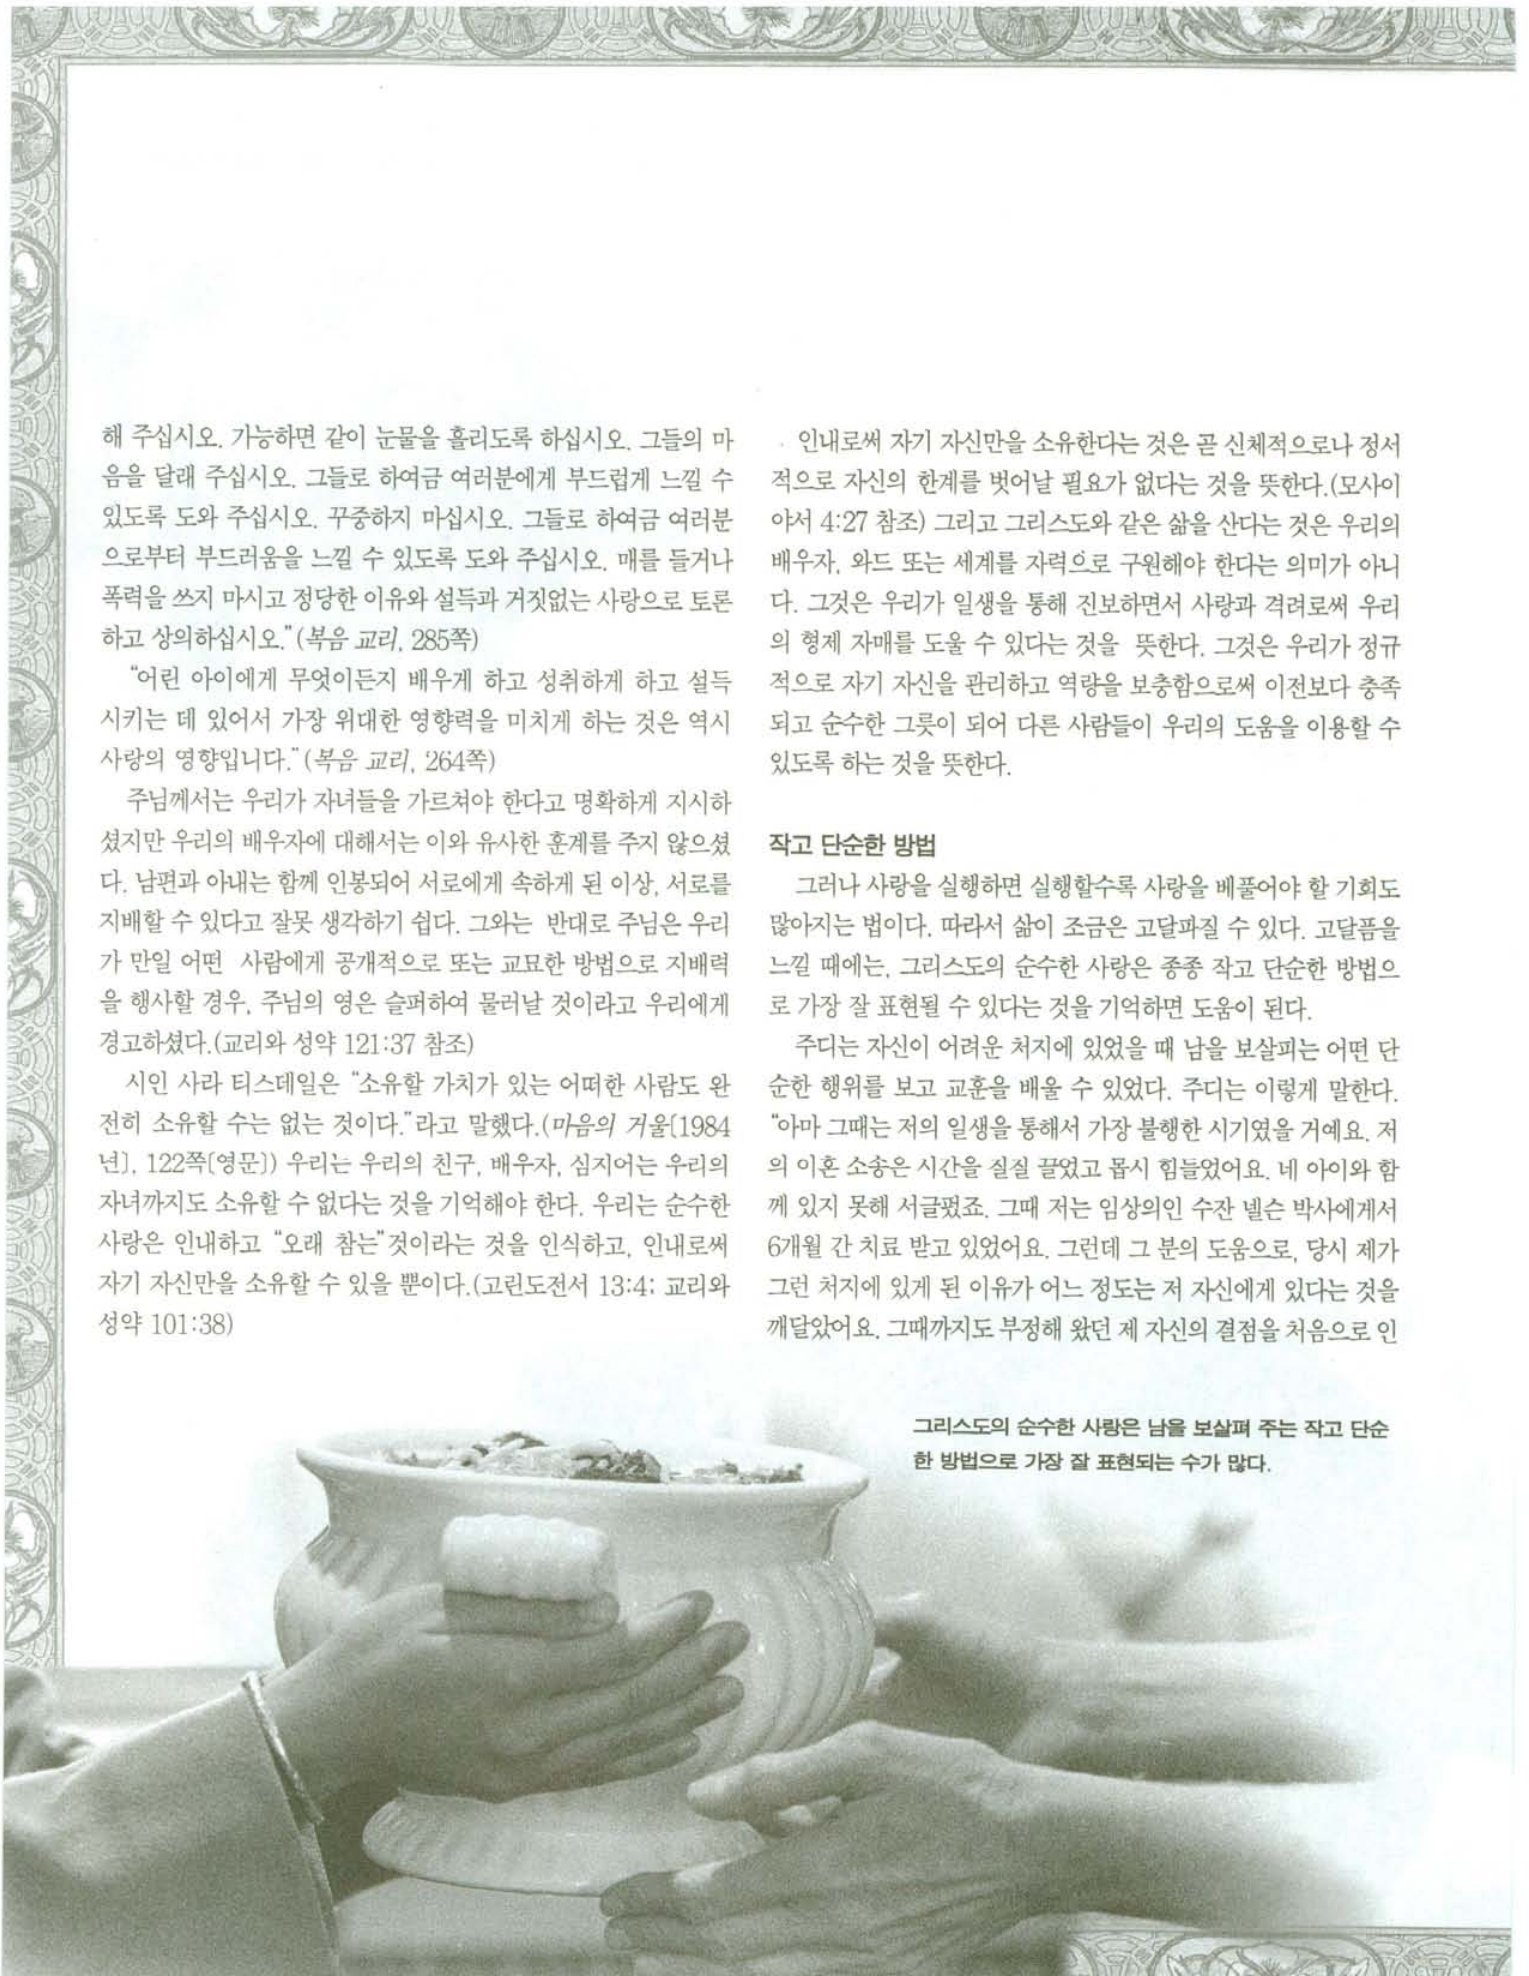 해 주십시오. 가능하면 같이 눈물을 흘리도록 하십시오. 그들의 마
음을 달래 주십시오. 그들로 하여금 여러분에게 부드럽게 느낄 수
있도록 도와 주십시오. 꾸중하지 마십시오. 그들로 하여금 여러분
으로부터 부드러움을 느낄 수 있도록 도와 주십시오. 매를 들거나
폭력을 쓰지 마시고 정당한 이유와 설득과 거짓없는 사랑으로 토론
하고 상의하십시오.”(복음 교리, 285쪽)
“어린 아이에게 무엇이든지 배우게 하고 성취하게 하고 설득
시키는 데 있어서 가장 위대한 영향력을 미치게 하는 것은 역시
사랑의 영향입니다.”(복음 교리, 264쪽)
주님께서는 우리가 자녀들을 가르쳐야 한다고 명확하게 지시하
셨지만 우리의 배우자에 대해서는 이와 유사한 훈계를 주지 않으셨
다. 남편과 아내는 함께 인봉되어 서로에게 속하게 된 이상, 서로를
지배할 수 있다고 잘못 생각하기 쉽다. 그와는 반대로 주님은 우리
가 만일 어떤 사람에게 공개적으로 또는 교묘한 방법으로 지배력
을 행사할 경우, 주님의 영은 슬퍼하여 물러날 것이라고 우리에게
경고하셨다.(교리와 성약 121:37 참조)
시인 사라 티스데일은 “소유할 가치가 있는 어떠한 사람도 완
전히 소유할 수는 없는 것이다.”라고 말했다.(마음의 거울[1984
년], 122쪽[영문]) 우리는 우리의 친구, 배우자, 심지어는 우리의
자녀까지도 소유할 수 없다는 것을 기억해야 한다. 우리는 순수한
사랑은 인내하고 “오래 참는”것이라는 것을 인식하고, 인내로써
자기 자신만을 소유할 수 있을 뿐이다.(고린도전서 13:4; 교리와
성약 101:38)
인내로써 자기 자신만을 소유한다는 것은 곧 신체적으로나 정서
적으로 자신의 한계를 벗어날 필요가 없다는 것을 뜻한다.(모사이
야서 4:27 참조) 그리고 그리스도와 같은 삶을 산다는 것은 우리의
배우자, 와드 또는 세계를 자력으로 구원해야 한다는 의미가 아니
다. 그것은 우리가 일생을 통해 진보하면서 사랑과 격려로써 우리
의 형제 자매를 도울 수 있다는 것을 뜻한다. 그것은 우리가 정규
적으로 자기 자신을 관리하고 역량을 보충함으로써 이전보다 충족
되고 순수한 그릇이 되어 다른 사람들이 우리의 도움을 이용할 수
있도록 하는 것을 뜻한다.
작고 단순한 방법
그러나 사랑을 실행하면 실행할수록 사랑을 베풀어야 할 기회도
많아지는 법이다. 따라서 삶이 조금은 고달파질 수 있다. 고달픔을
느낄 때에는, 그리스도의 순수한 사랑은 종종 작고 단순한 방법으
로 가장 잘 표현될 수 있다는 것을 기억하면 도움이 된다.
주디는 자신이 어려운 처지에 있었을 때 남을 보살피는 어떤 단
순한 행위를 보고 교훈을 배울 수 있었다. 주디는 이렇게 말한다.
“아마 그때는 저의 일생을 통해서 가장 불행한 시기였을 거예요. 저
의 이혼 소송은 시간을 질질 끌었고 몹시 힘들었어요. 네 아이와 함
께 있지 못해 서글펐죠. 그때 저는 임상의인 수잔 넬슨 박사에게서
6개월 간 치료 받고 있었어요. 그런데 그 분의 도움으로, 당시 제가
그런 처지에 있게 된 이유가 어느 정도는 저 자신에게 있다는 것을
깨달았어요. 그때까지도 부정해 왔던 제 자신의 결점을 처음으로 인
그리스도의 순수한 사랑은 남을 보살펴 주는 작고 단순
한 방법으로 가장 잘 표현되는 수가 많다.